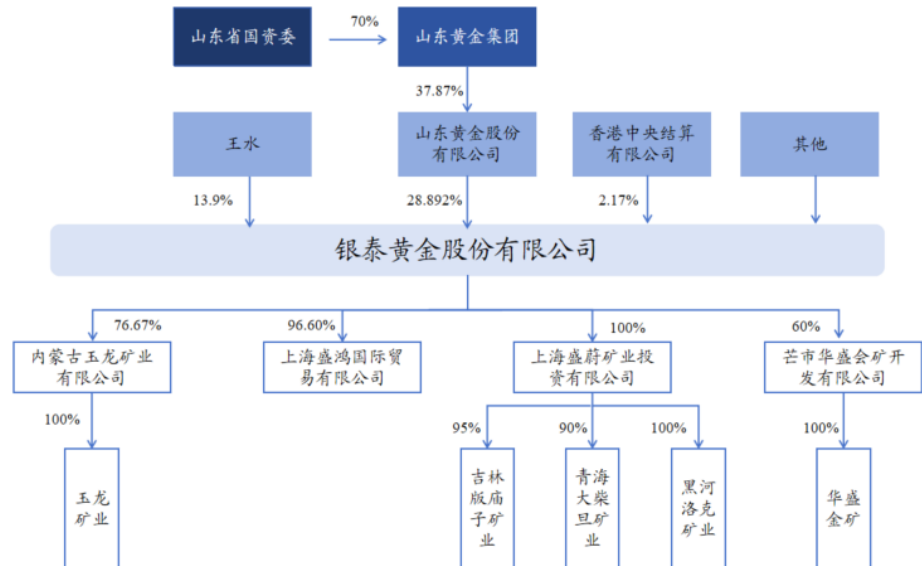 山东省国资委
70%
山东黄金集团
37.87%
王水
山东黄金股份
有限公司
香港中央结算
有限公司
其他
13.9%
28.892%
2.17%
银泰黄金股份有限公司
76.67%
96.60%
100%
60%
内蒙古玉龙矿业
有限公司
上海盛鸿国际贸
易有限公司
上海盛蔚矿业投
资有限公司
芒市华盛会矿开
发有限公司
100%
95%
90%
100%
100%
玉龙
矿业
吉林
版庙
子矿
业
青海
大柴
旦矿
业
黑河
洛克
矿业
华盛
金矿